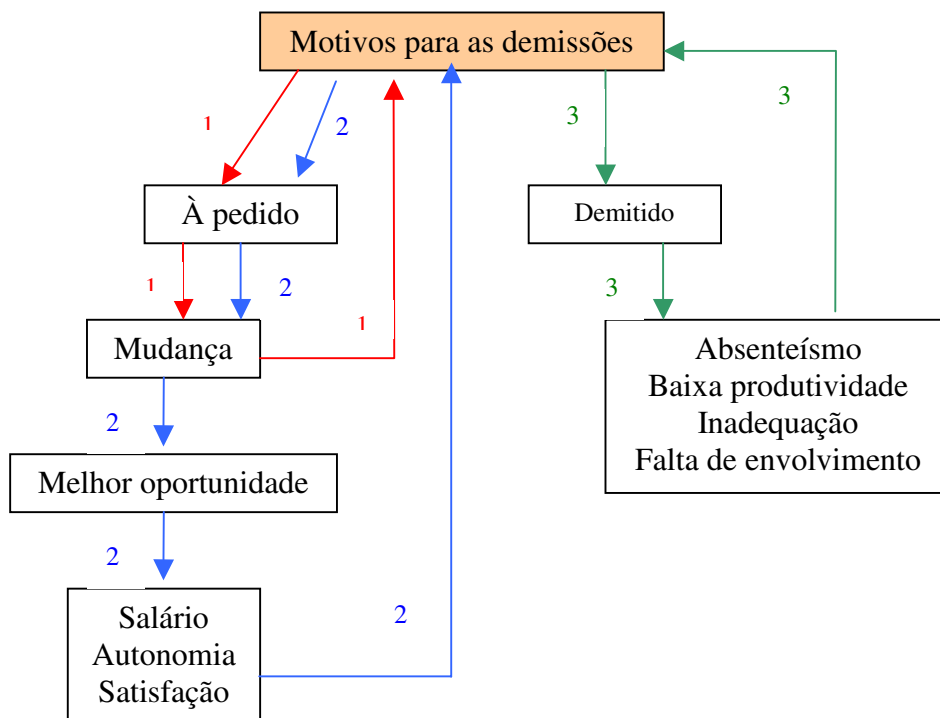 Motivos para as demissões
1
2
3
3
À pedido
Demitido
1
2
3
Mudança
1
Absenteísmo
Baixa produtividade
Inadequação
Falta de envolvimento
2
Melhor oportunidade
2
Salário
Autonomia
Satisfação
2